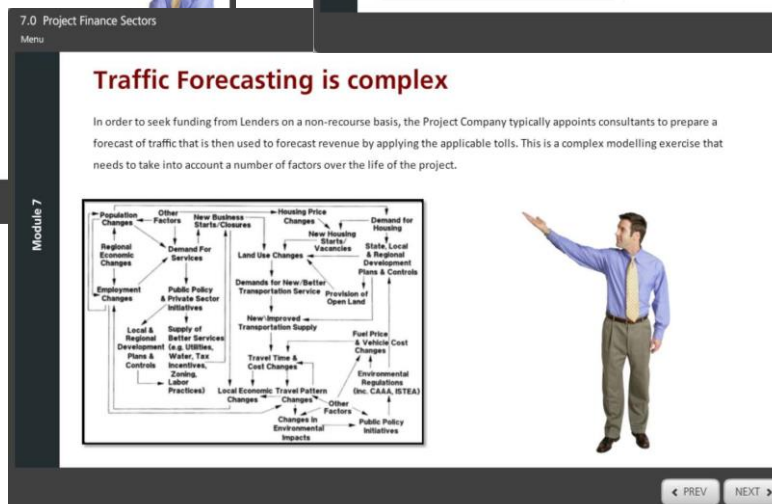 7.0 Project Finance Sectors
Menu
Module 7
Traffic Forecasting is complex
In order to seek funding from Lenders on a non-recourse basis, the Project Company typically appoints consultants to prepare a
forecast of traffic that is then used to forecast revenue by applying the applicable tolls. This is a complex modelling exercise that
needs to take into account a number of factors over the life of the project.
Population
Changes
Other
Factors
New Business
Starts/Closures
Housing Price
Changes
Demand for
Housing
New Housing
Starts/
Vacancies
Regional
Economic
Changes
Demand For
Services
Land Use Changes
State, Local
& Regional
Development
Plans & Controls
Employment
Changes
Public Policy
& Private Sector
Initiatives
Demands for New/Better
Transportation Service
Provision of
Open Land
New\Improved
Transportation Supply
Local &
Regional
Development
Plans &
Controls
Supply of
Better Services
(e.g. Utilities,
Water, Tax
Incentives,
Zoning,
Labor
Practices)
Fuel Price
& Vehicle Cost
Changes
Travel Time &
Cost Changes
Environmental
Regulations
(inc. CAAA, ISTEA)
Local Economic
Changes
Travel Pattern
Changes
Other
Factors
Changes in
Environmental
Impacts
Public Policy
Initiatives
PREV
NEXT